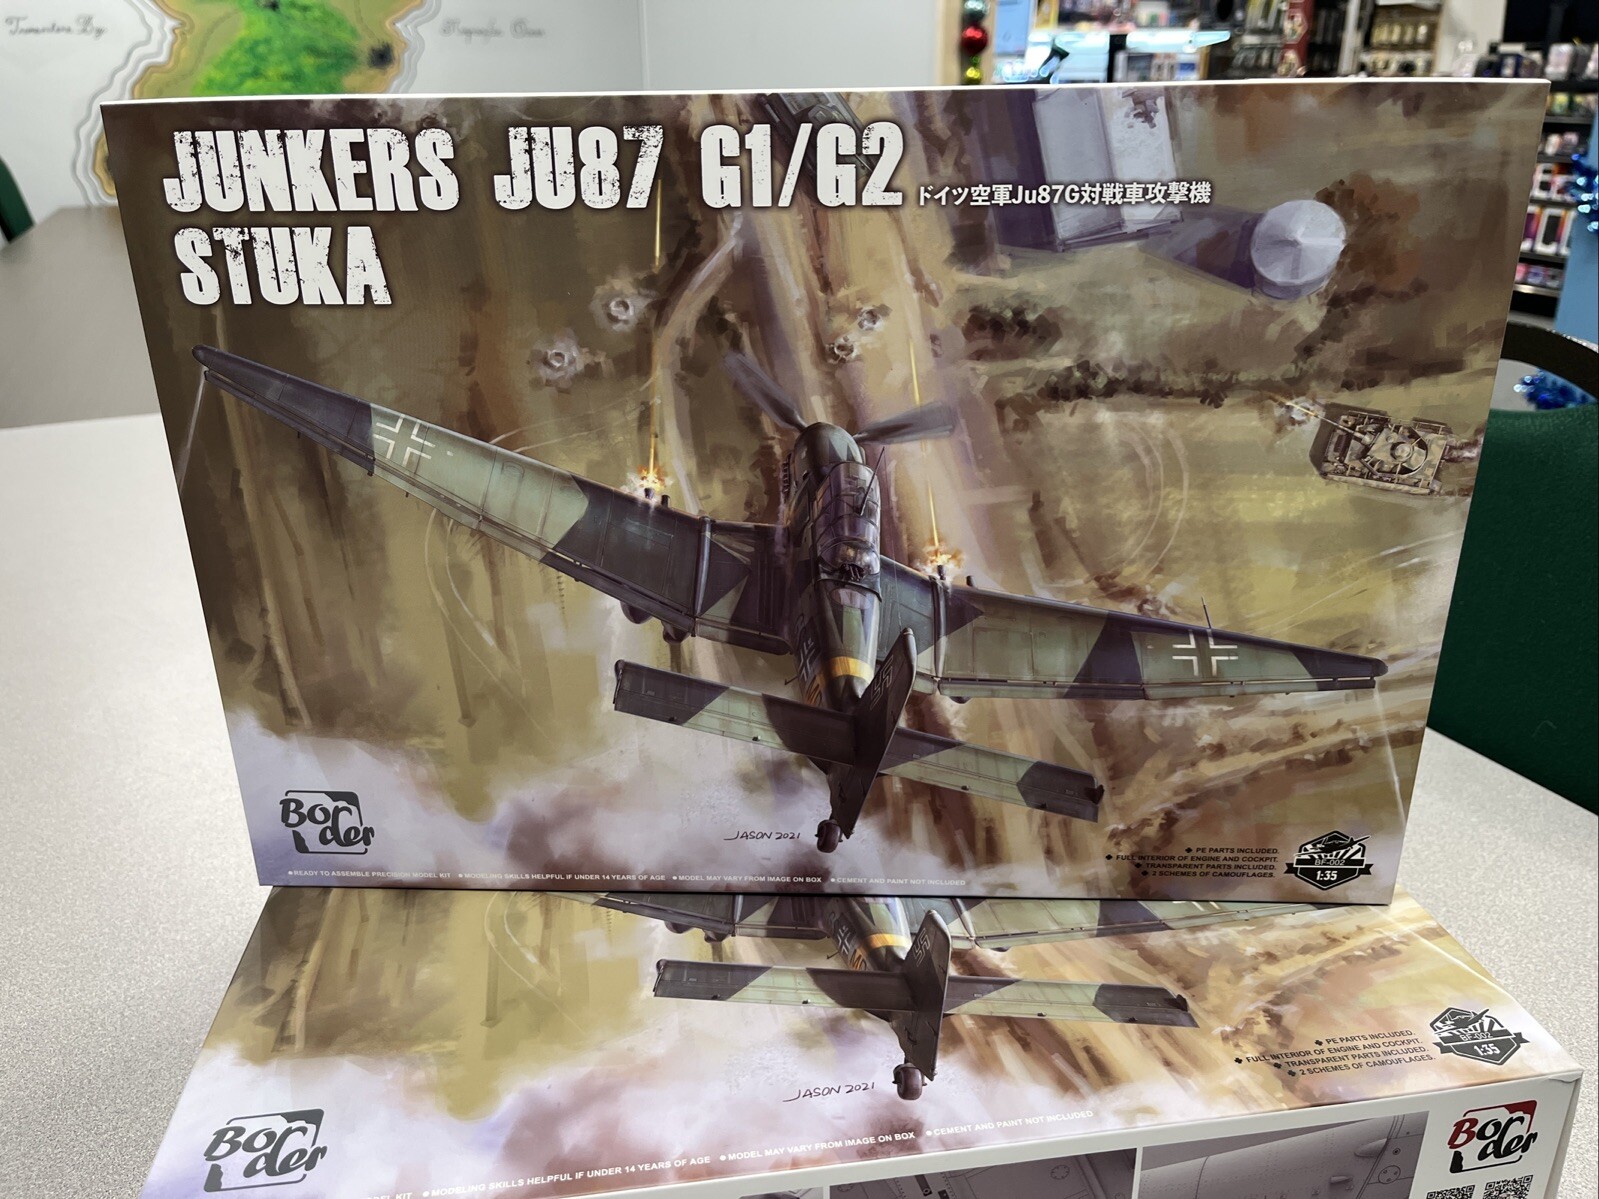 JUNKERS JU87 G1/G2
ドイツ空軍Ju87G対戦車攻撃機
STUKA
Border
JASON 2021
PE PARTS INCLUDED.
FULL INTERIOR OF ENGINE AND COCKPIT.
TRANSPARENT PARTS INCLUDED.
2 SCHEMES OF CAMOUFLAGES.
BF-002
1:35
READY TO ASSEMBLE PRECISION MODEL KIT ●MODELING SKILLS HELPFUL IF UNDER 14 YEARS OF AGE ●MODEL MAY VARY FROM IMAGE ON BOX ●CEMENT AND PAINT NOT INCLUDED
JASON 2021
PE PARTS INCLUDED.
FULL INTERIOR OF ENGINE AND COCKPIT.
TRANSPARENT PARTS INCLUDED.
2 SCHEMES OF CAMOUFLAGES.
BF-002
1:35
Border
KIT ●MODELING SKILLS HELPFUL IF UNDER 14 YEARS OF AGE ●MODEL MAY VARY FROM IMAGE ON BOX ●CEMENT AND PAINT NOT INCLUDED
Border